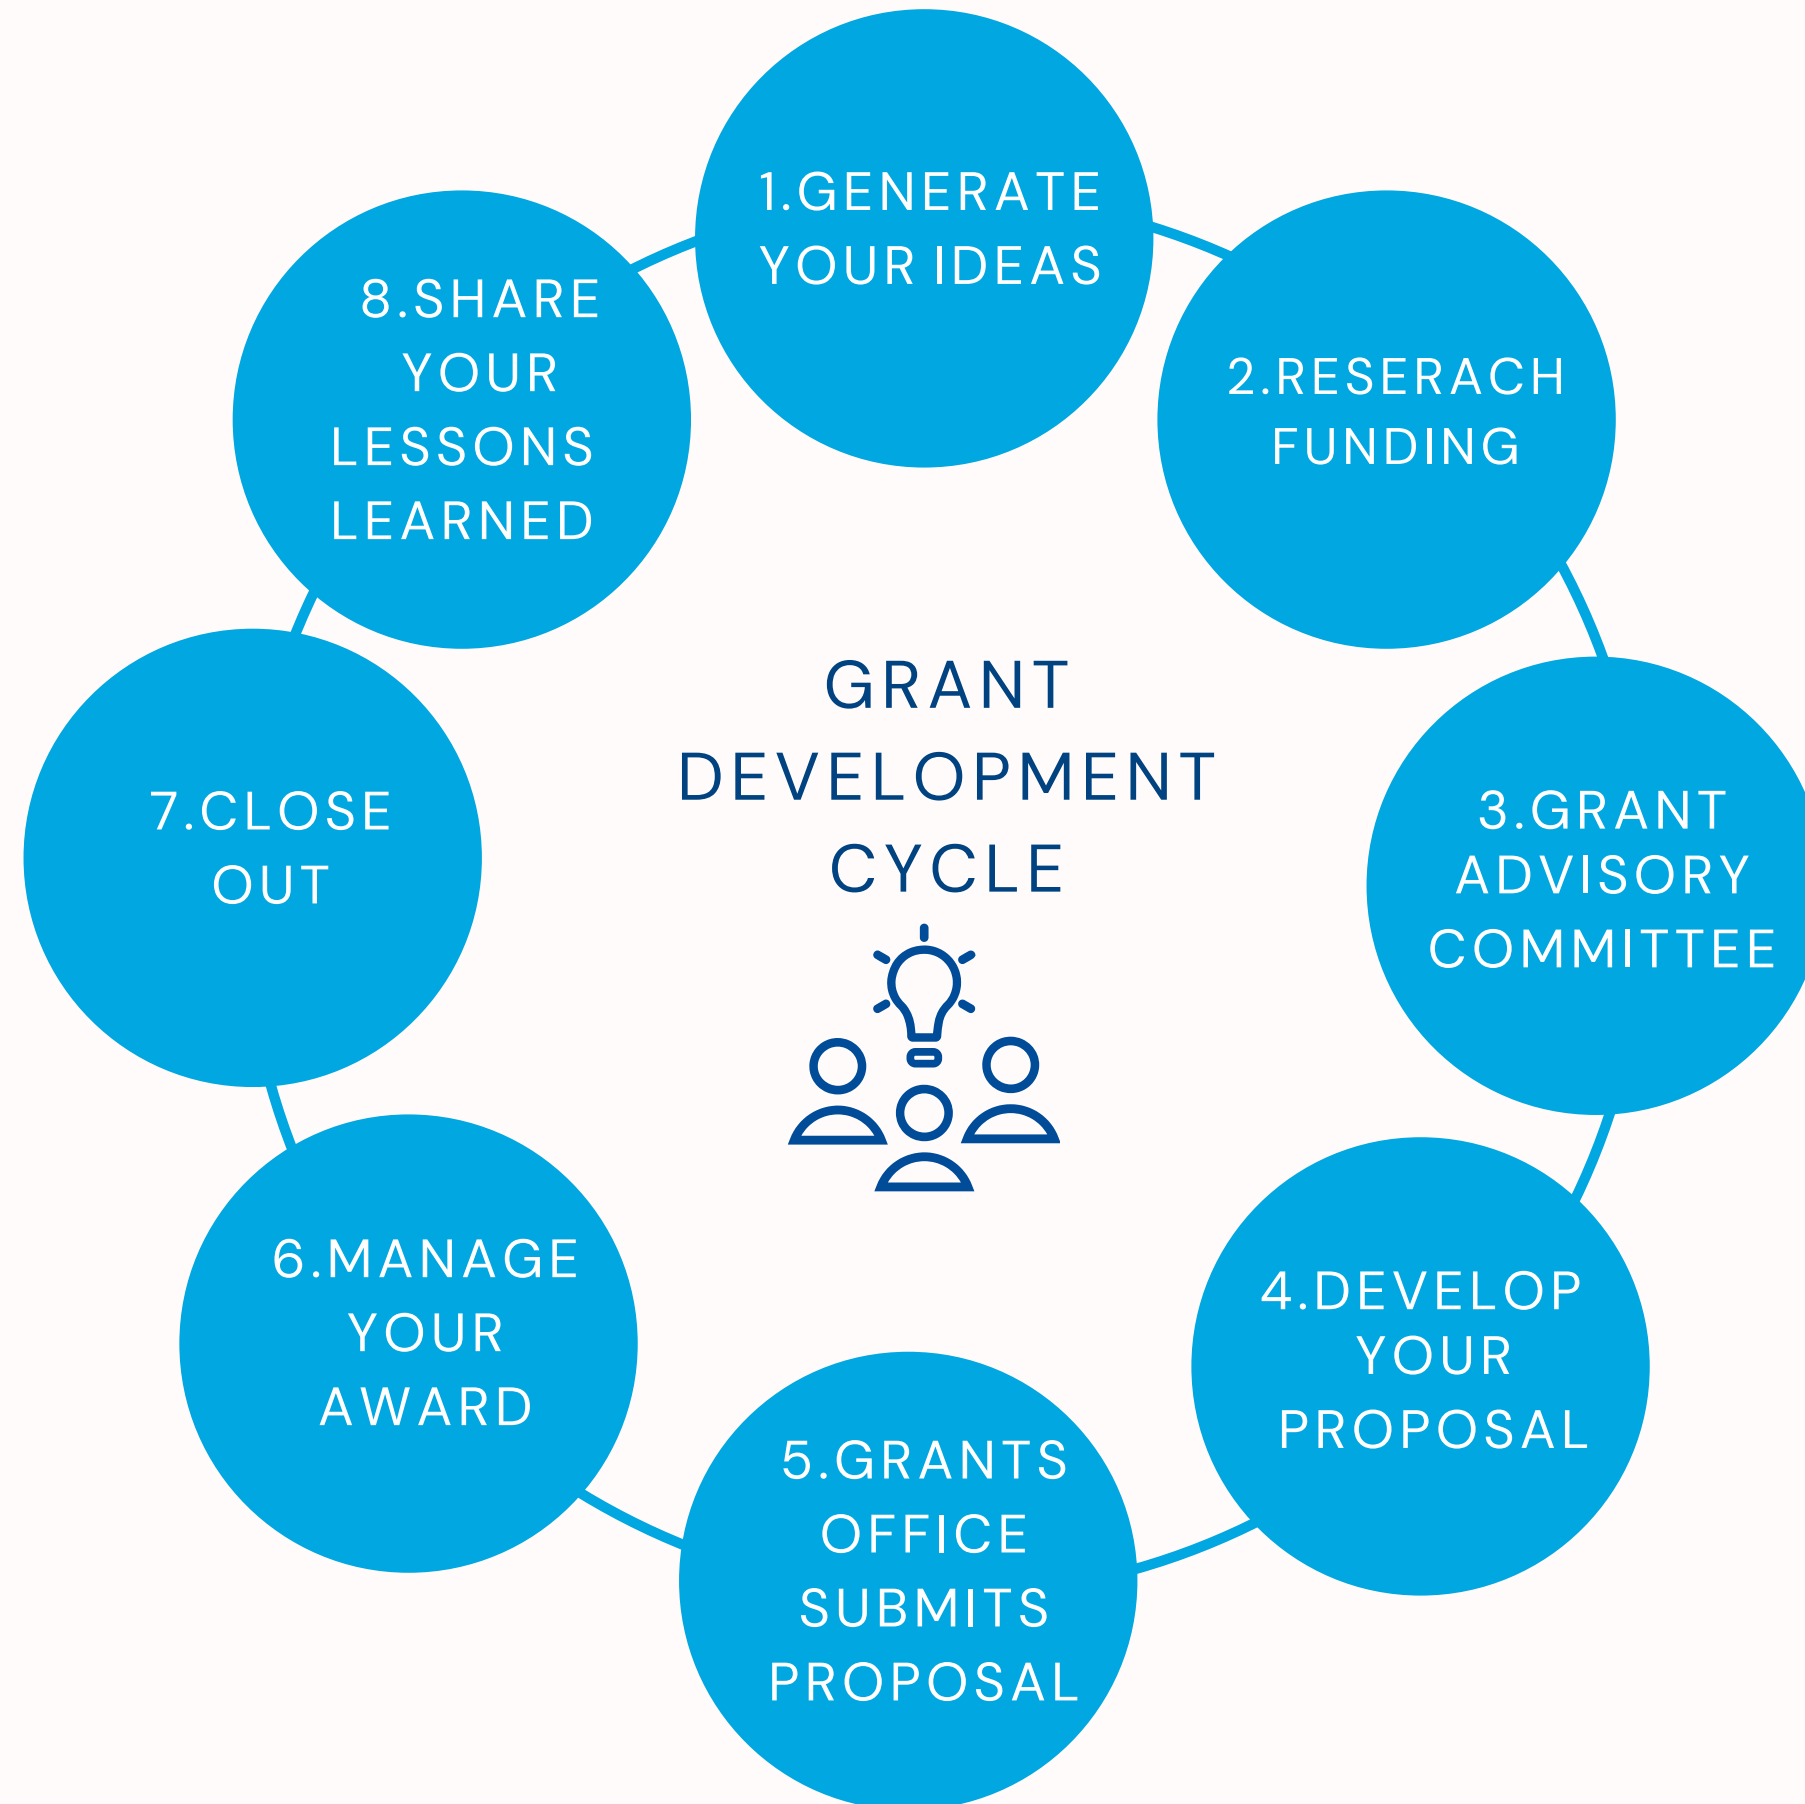 1.GENERATE
YOUR IDEAS
2.RESERACH
FUNDING
3.GRANT
ADVISORY
COMMITTEE
4.DEVELOP
YOUR
PROPOSAL
5.GRANTS
OFFICE
SUBMITS
PROPOSAL
6.MANAGE
YOUR
AWARD
7.CLOSE
OUT
8.SHARE
YOUR
LESSONS
LEARNED
GRANT
DEVELOPMENT
CYCLE